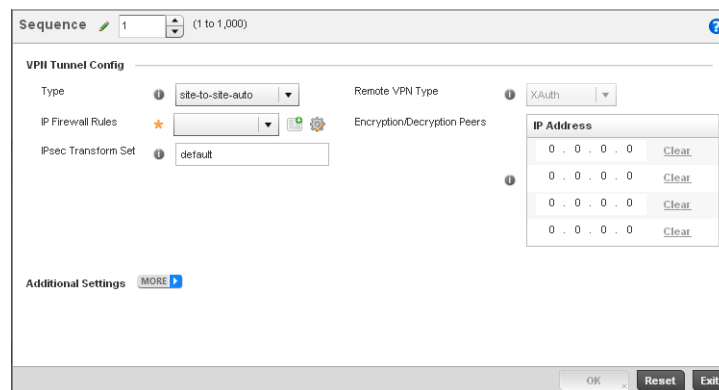 Sequence 1 (1 to 1,000)
?
VPN Tunnel Config
Type i site-to-site-auto
Remote VPN Type i XAuth
IP Firewall Rules *
Encryption/Decryption Peers
IPsec Transform Set i default
i
IP Address
0 . 0 . 0 . 0 Clear
0 . 0 . 0 . 0 Clear
0 . 0 . 0 . 0 Clear
0 . 0 . 0 . 0 Clear
Additional Settings MORE
OK Reset Exit